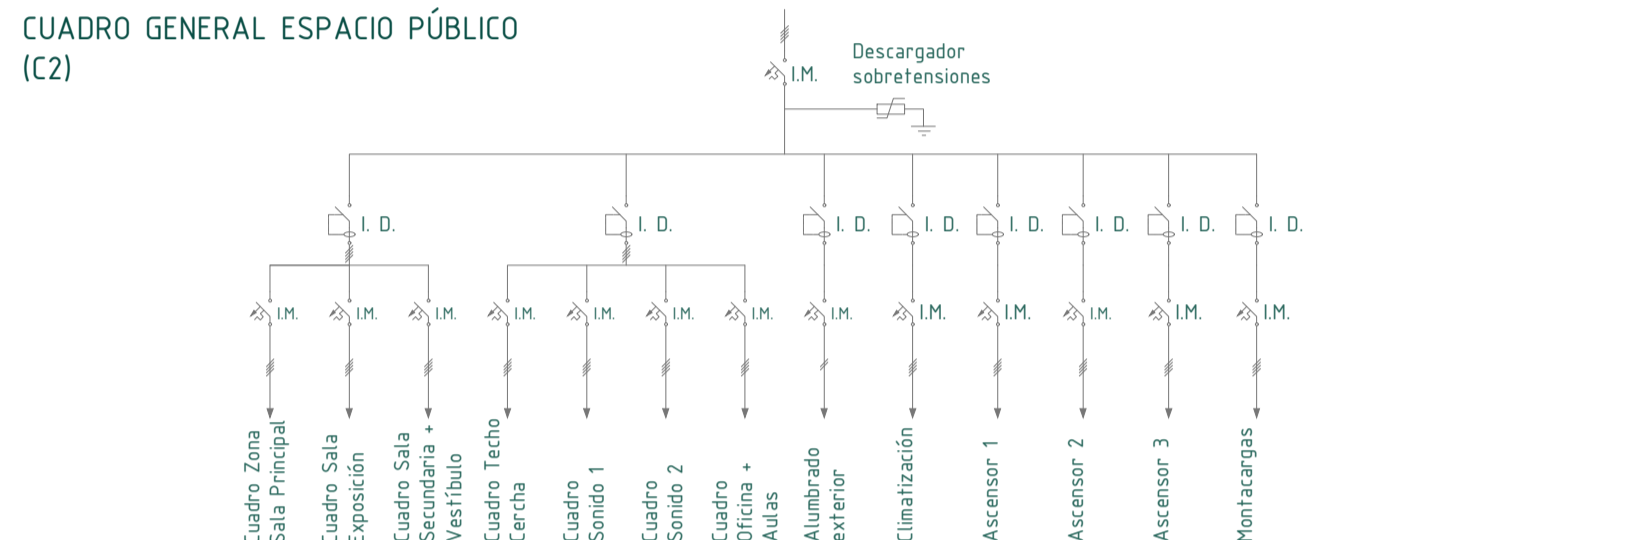 CUADRO GENERAL ESPACIO PÚBLICO
(C2)
Descargador
sobretensiones
I.M.
I. D.
I. D.
I. D.
I. D.
I. D.
I. D.
I. D.
I. D.
I.M.
I.M.
I.M.
I.M.
I.M.
I.M.
I.M.
I.M.
I.M.
I.M.
I.M.
I.M.
I.M.
Cuadro Zona
Sala Principal
Cuadro Sala
Exposición
Cuadro Sala
Secundaria +
Vestíbulo
Cuadro Techo
Cercha
Cuadro
Sonido 1
Cuadro
Sonido 2
Cuadro
Oficina +
Aulas
Alumbrado
exterior
Climatización
Ascensor 1
Ascensor 2
Ascensor 3
Montacargas